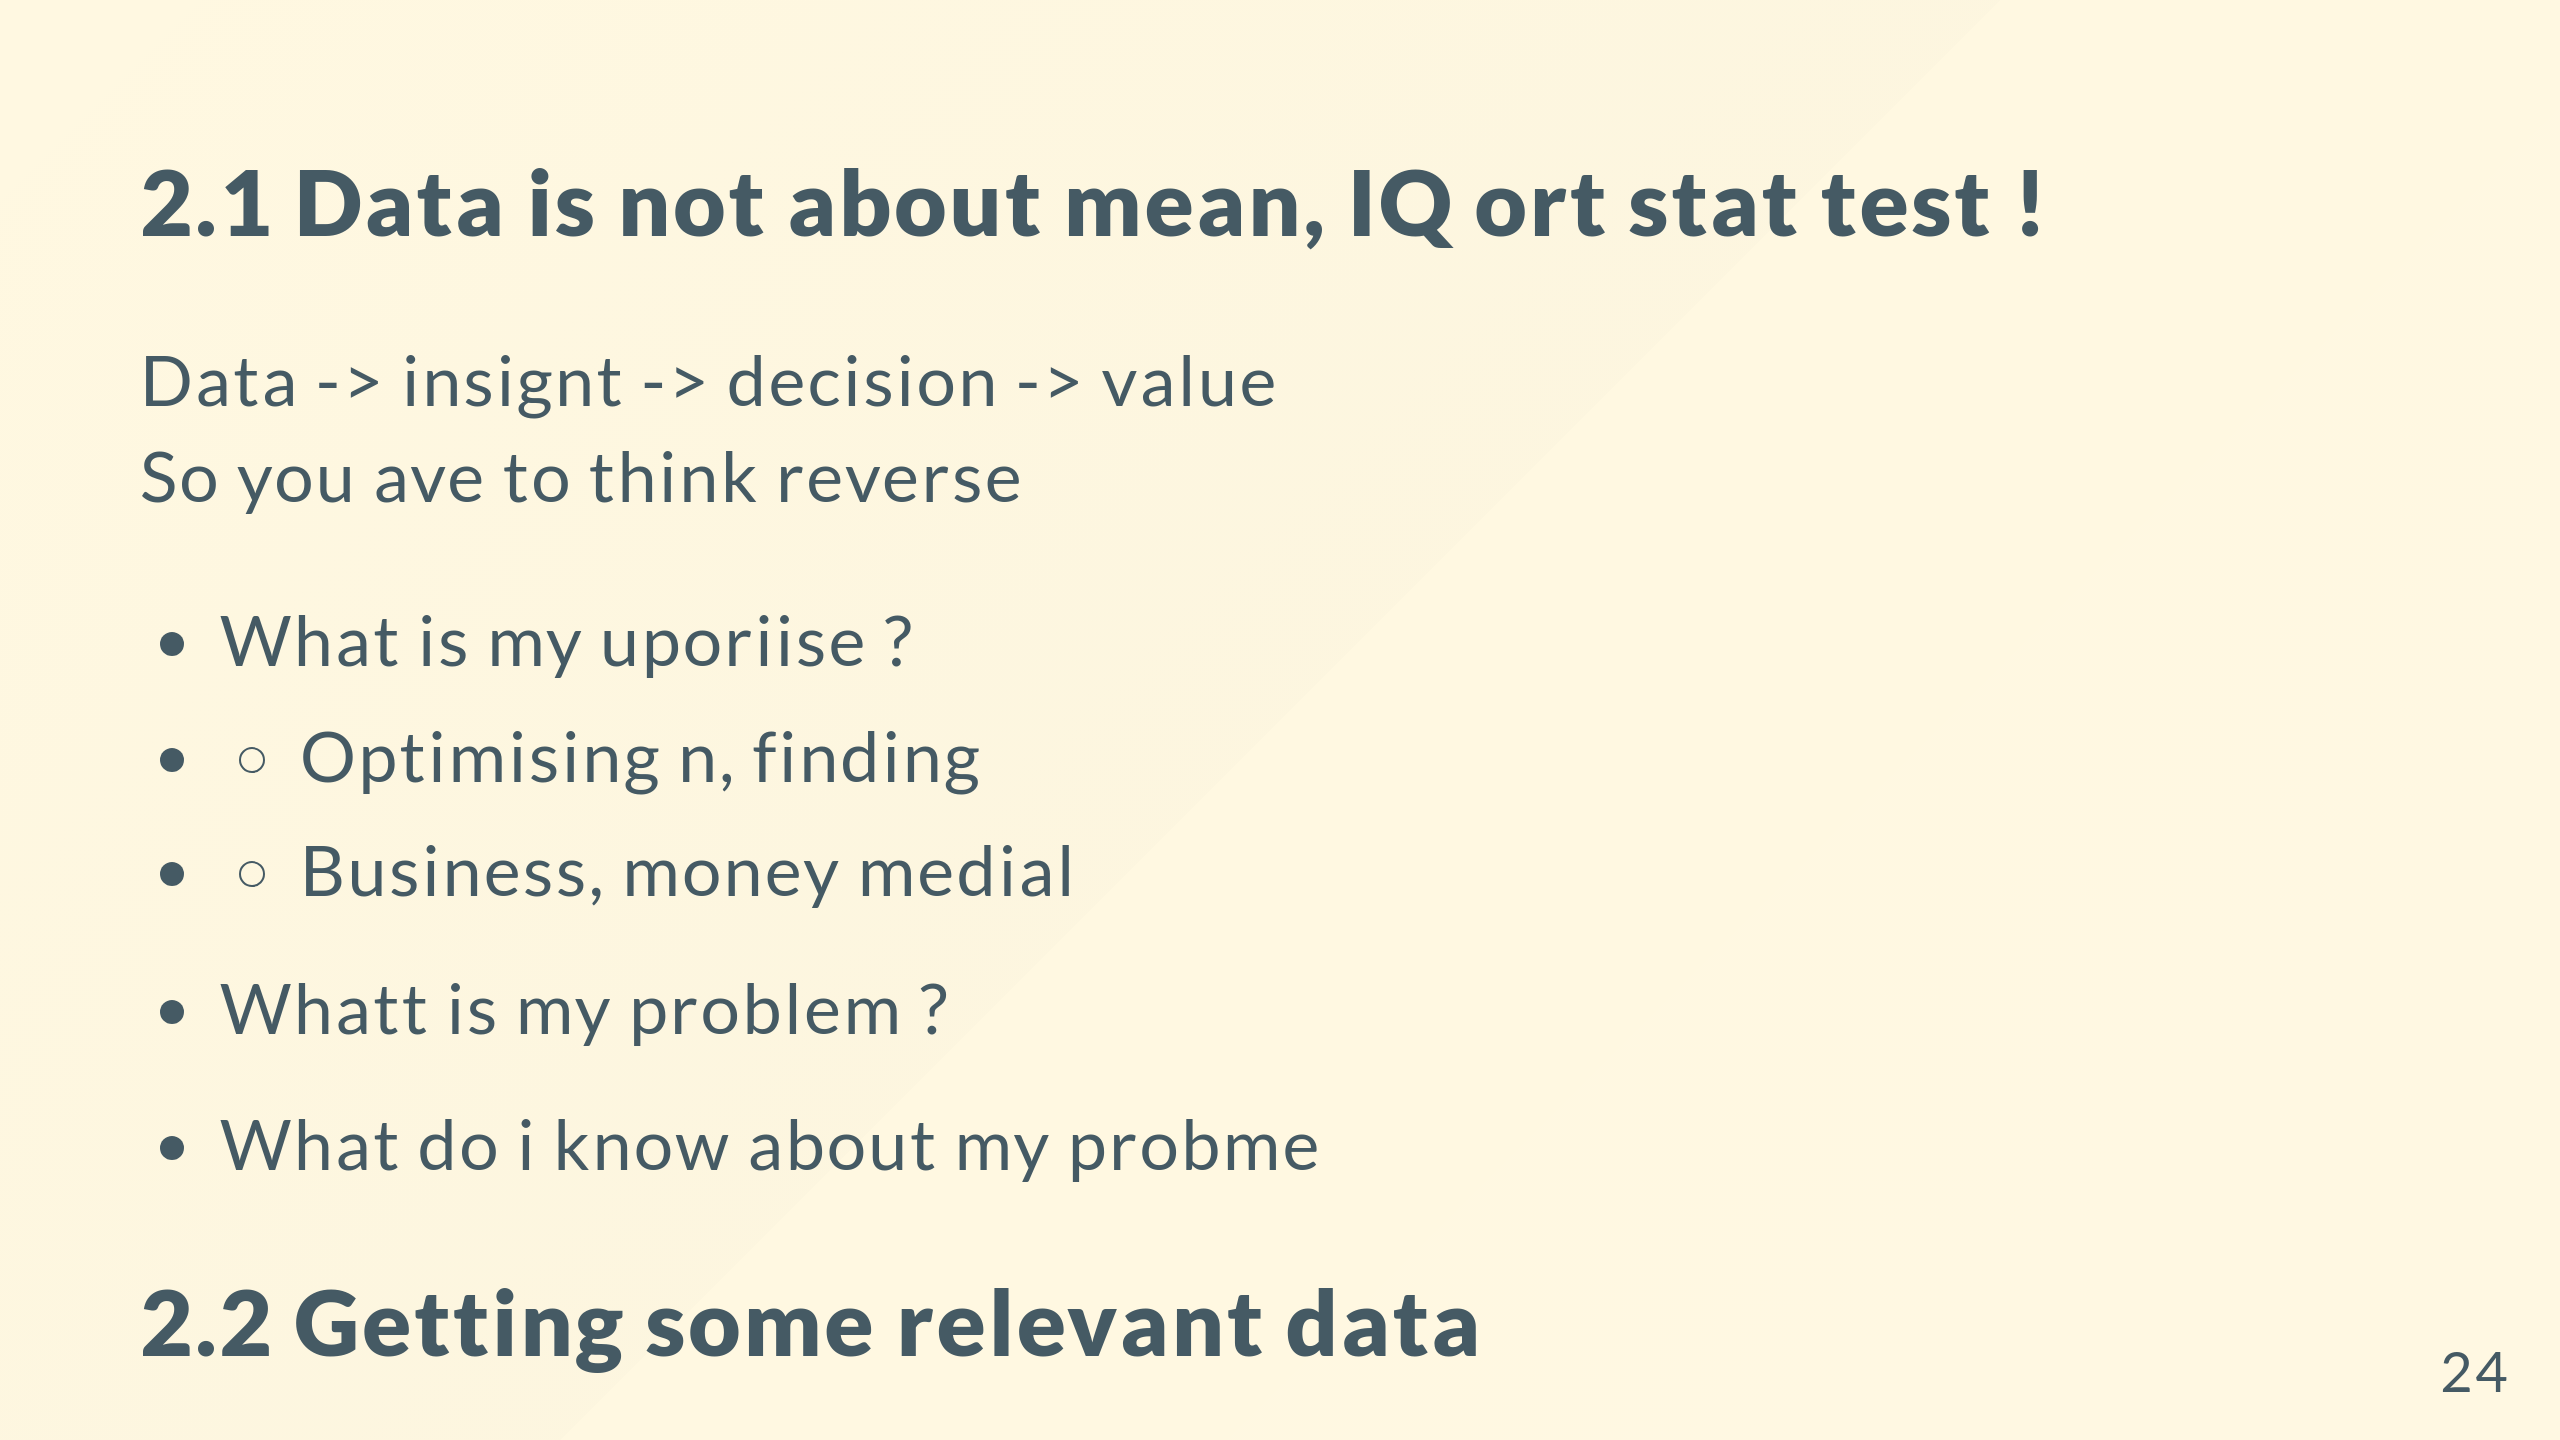 2.1 Data is not about mean, IQ ort stat test !
Data -> insignt -> decision -> value
So you ave to think reverse
• What is my uporiise ?
• ○ Optimising n, finding
• ○ Business, money medial
• Whatt is my problem ?
• What do i know about my probme
2.2 Getting some relevant data
24